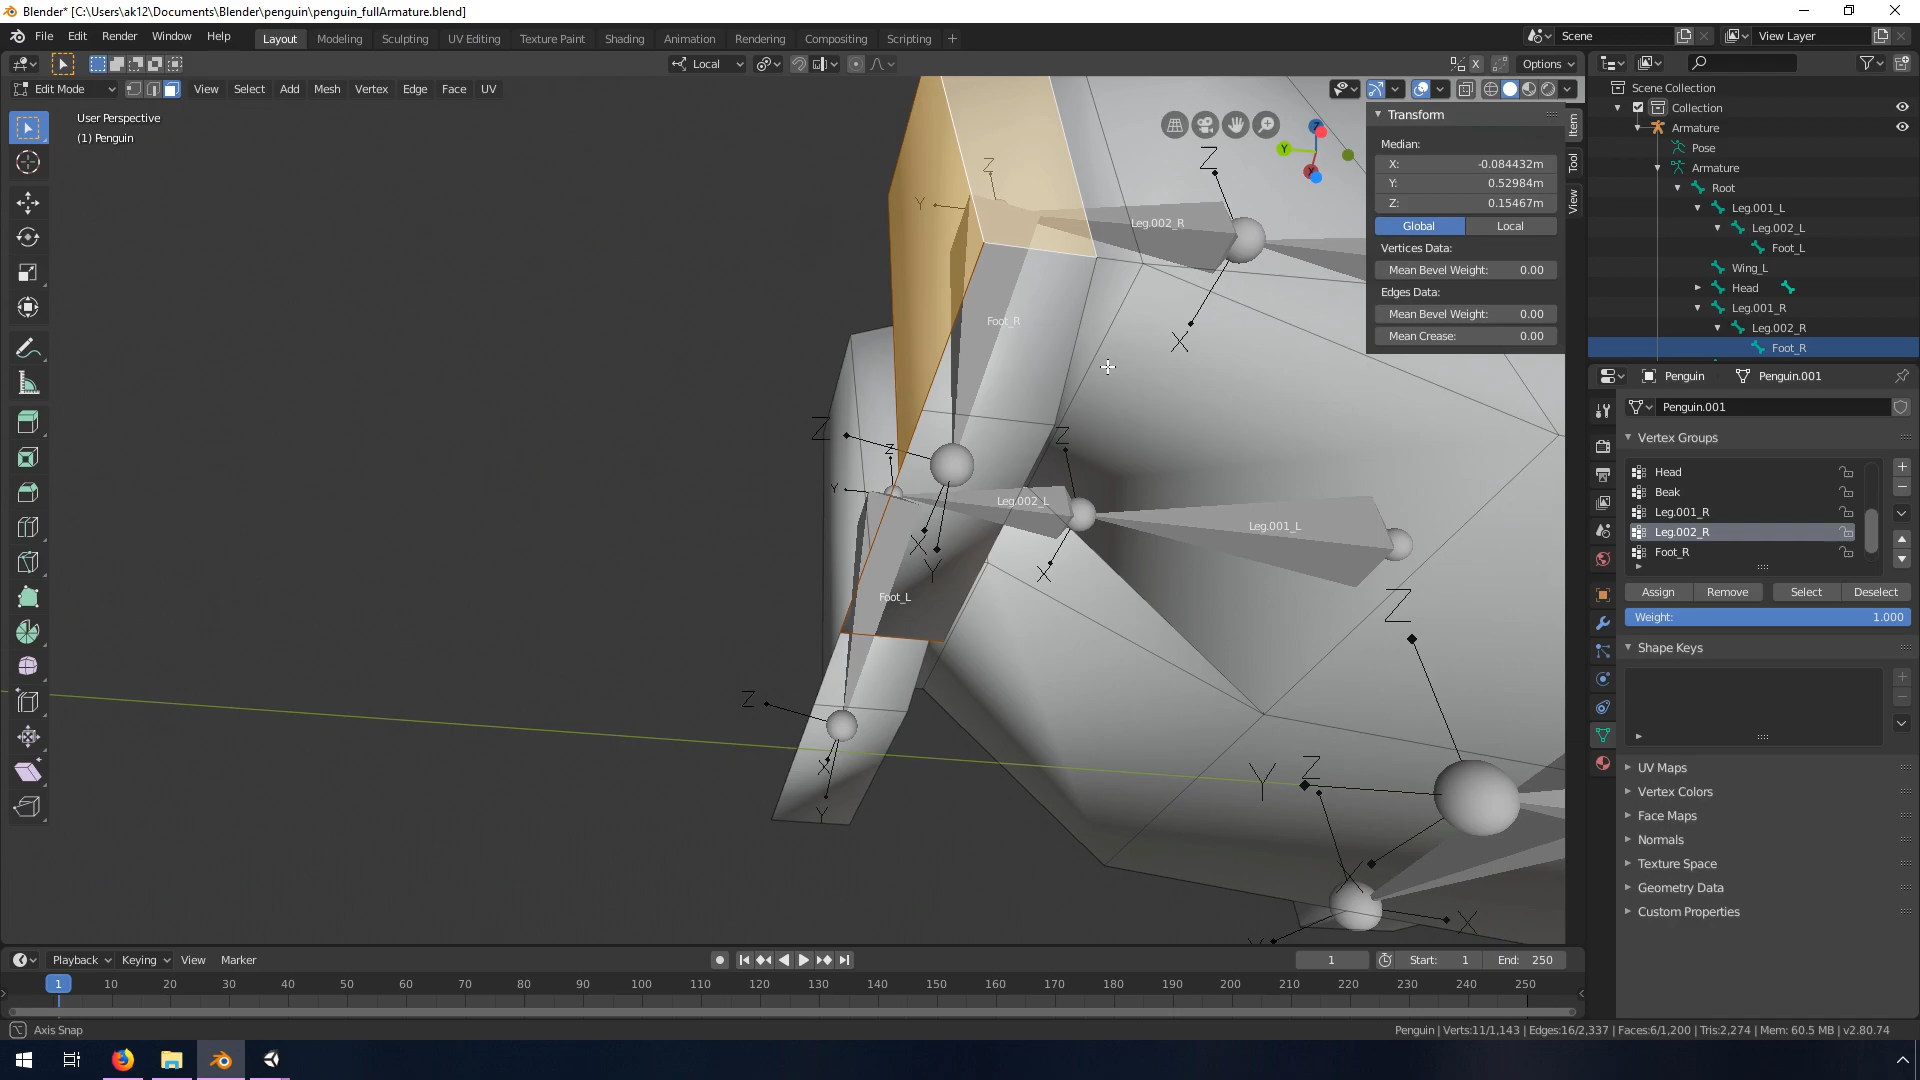 Blender* [C:\Users\ak12\Documents\Blender\penguin\penguin_fullArmature.blend]
File Edit Render Window Help
Layout Modeling Sculpting UV Editing Texture Paint Shading Animation Rendering Compositing Scripting +
Scene
View Layer
Local
X
Options
Edit Mode
View Select Add Mesh Vertex Edge Face UV
User Perspective
(1) Penguin
Transform
Median:
X: -0.084432m
Y: 0.52984m
Z: 0.15467m
Global Local
Vertices Data:
Mean Bevel Weight: 0.00
Edges Data:
Mean Bevel Weight: 0.00
Mean Crease: 0.00
Item
Tool
View
Z
Y
X
Z
Z
Y
Leg.002_R
X
Foot_R
Z
Z
Z
Y
Leg.002_L
Leg.001_L
X
Y
X
Foot_L
Z
Z
X
Y
Y
Z
X
X
Y
Scene Collection
Collection
Armature
Pose
Armature
Root
Leg.001_L
Leg.002_L
Foot_L
Wing_L
Head
Leg.001_R
Leg.002_R
Foot_R
Penguin
Penguin.001
Penguin.001
Vertex Groups
Head
Beak
Leg.001_R
Leg.002_R
Foot_R
Assign Remove Select Deselect
Weight: 1.000
Shape Keys
UV Maps
Vertex Colors
Face Maps
Normals
Texture Space
Geometry Data
Custom Properties
Playback Keying View Marker
1
Start: 1
End: 250
1 10 20 30 40 50 60 70 80 90 100 110 120 130 140 150 160 170 180 190 200 210 220 230 240 250
Axis Snap
Penguin | Verts:11/1,143 | Edges:16/2,337 | Faces:6/1,200 | Tris:2,274 | Mem: 60.5 MB | v2.80.74